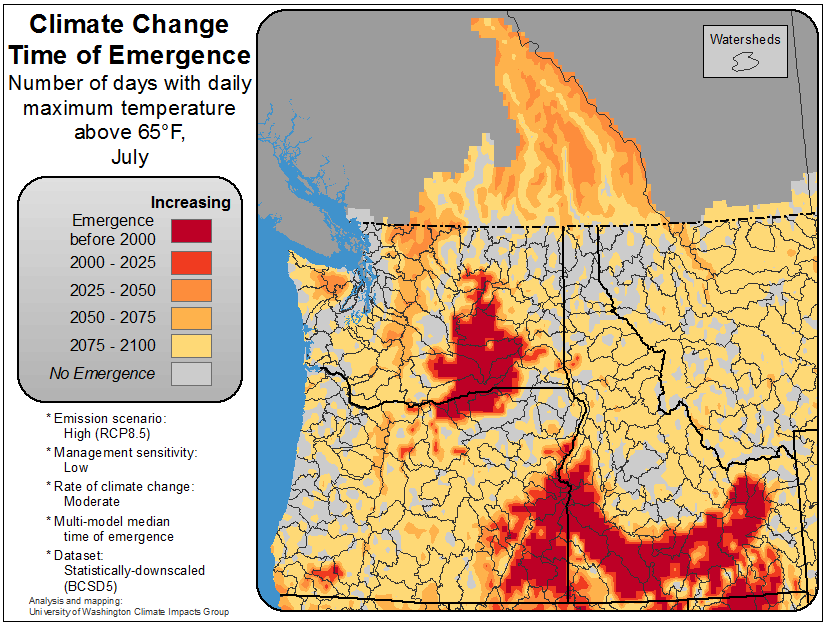 Climate Change
Time of Emergence
Number of days with daily
maximum temperature
above 65°F,
July
Increasing
Emergence
before 2000
2000 - 2025
2025 - 2050
2050 - 2075
2075 - 2100
No Emergence
* Emission scenario:
High (RCP8.5)
* Management sensitivity:
Low
* Rate of climate change:
Moderate
* Multi-model median
time of emergence
* Dataset:
Statistically-downscaled
(BCSD5)
Analysis and mapping:
University of Washington Climate Impacts Group
Watersheds